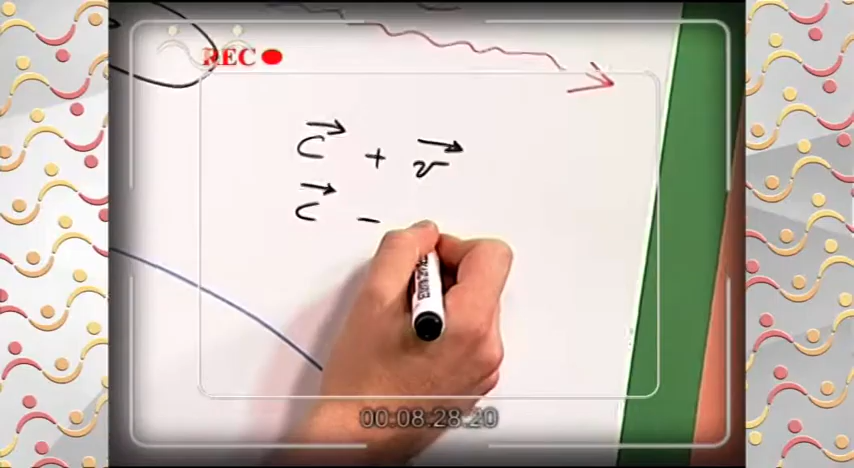 REC
c⃗ + v⃗
c⃗ -
00:08:28:20